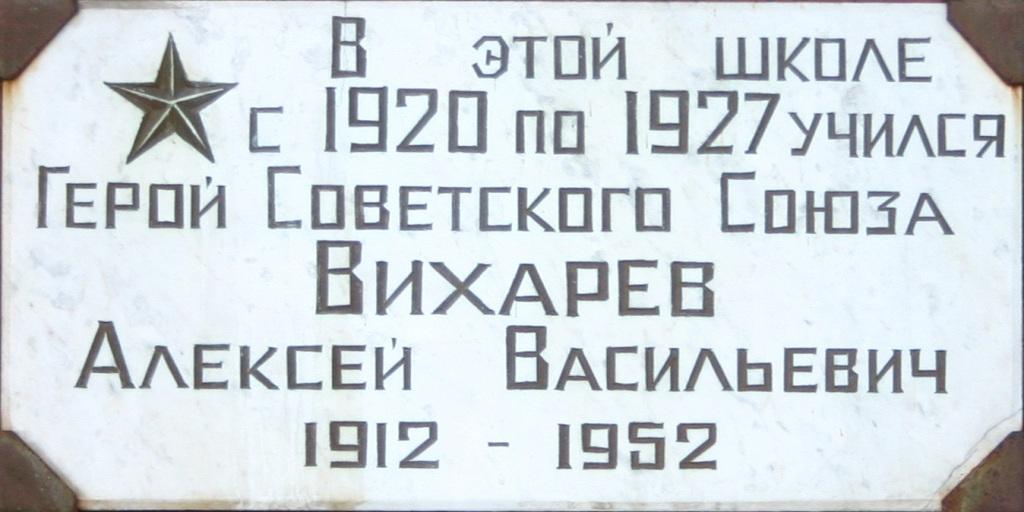 В этой школе
с 1920 по 1927 учился
Герой Советского Союза
Вихарев
Алексей Васильевич
1912 - 1952